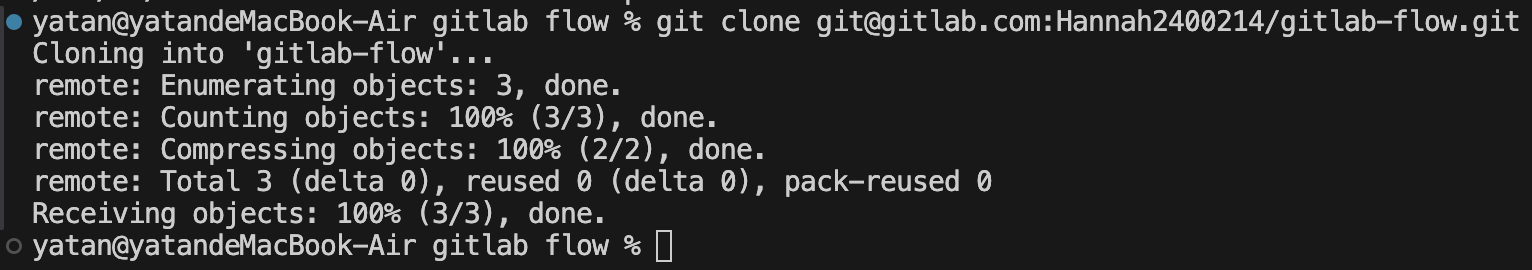 yatan@yatandeMacBook-Air gitlab flow % git clone git@gitlab.com:Hannah2400214/gitlab-flow.git
Cloning into 'gitlab-flow'...
remote: Enumerating objects: 3, done.
remote: Counting objects: 100% (3/3), done.
remote: Compressing objects: 100% (2/2), done.
remote: Total 3 (delta 0), reused 0 (delta 0), pack-reused 0
Receiving objects: 100% (3/3), done.
yatan@yatandeMacBook-Air gitlab flow %